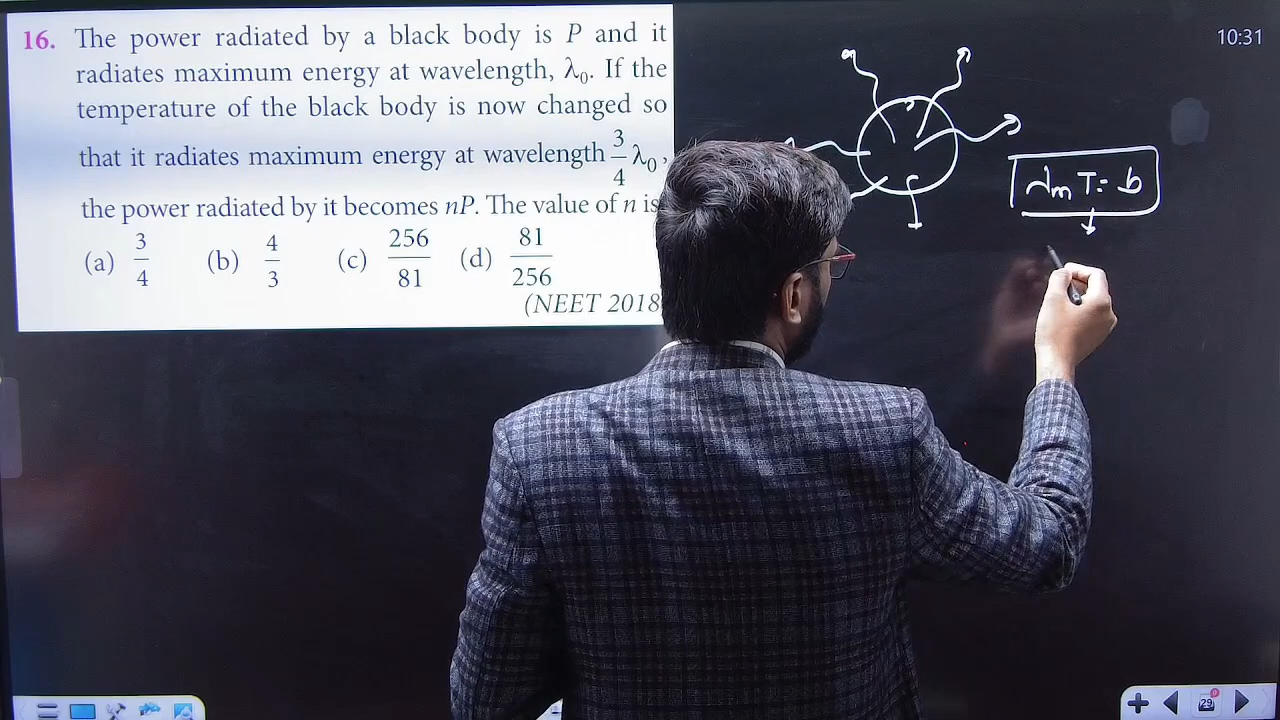 16. The power radiated by a black body is P and it
radiates maximum energy at wavelength, λ₀. If the
temperature of the black body is now changed so
that it radiates maximum energy at wavelength 3/4 λ₀,
the power radiated by it becomes nP. The value of n is
(a) 3/4 (b) 4/3 (c) 256/81 (d) 81/256
(NEET 2018
10:31
λm T = b
29